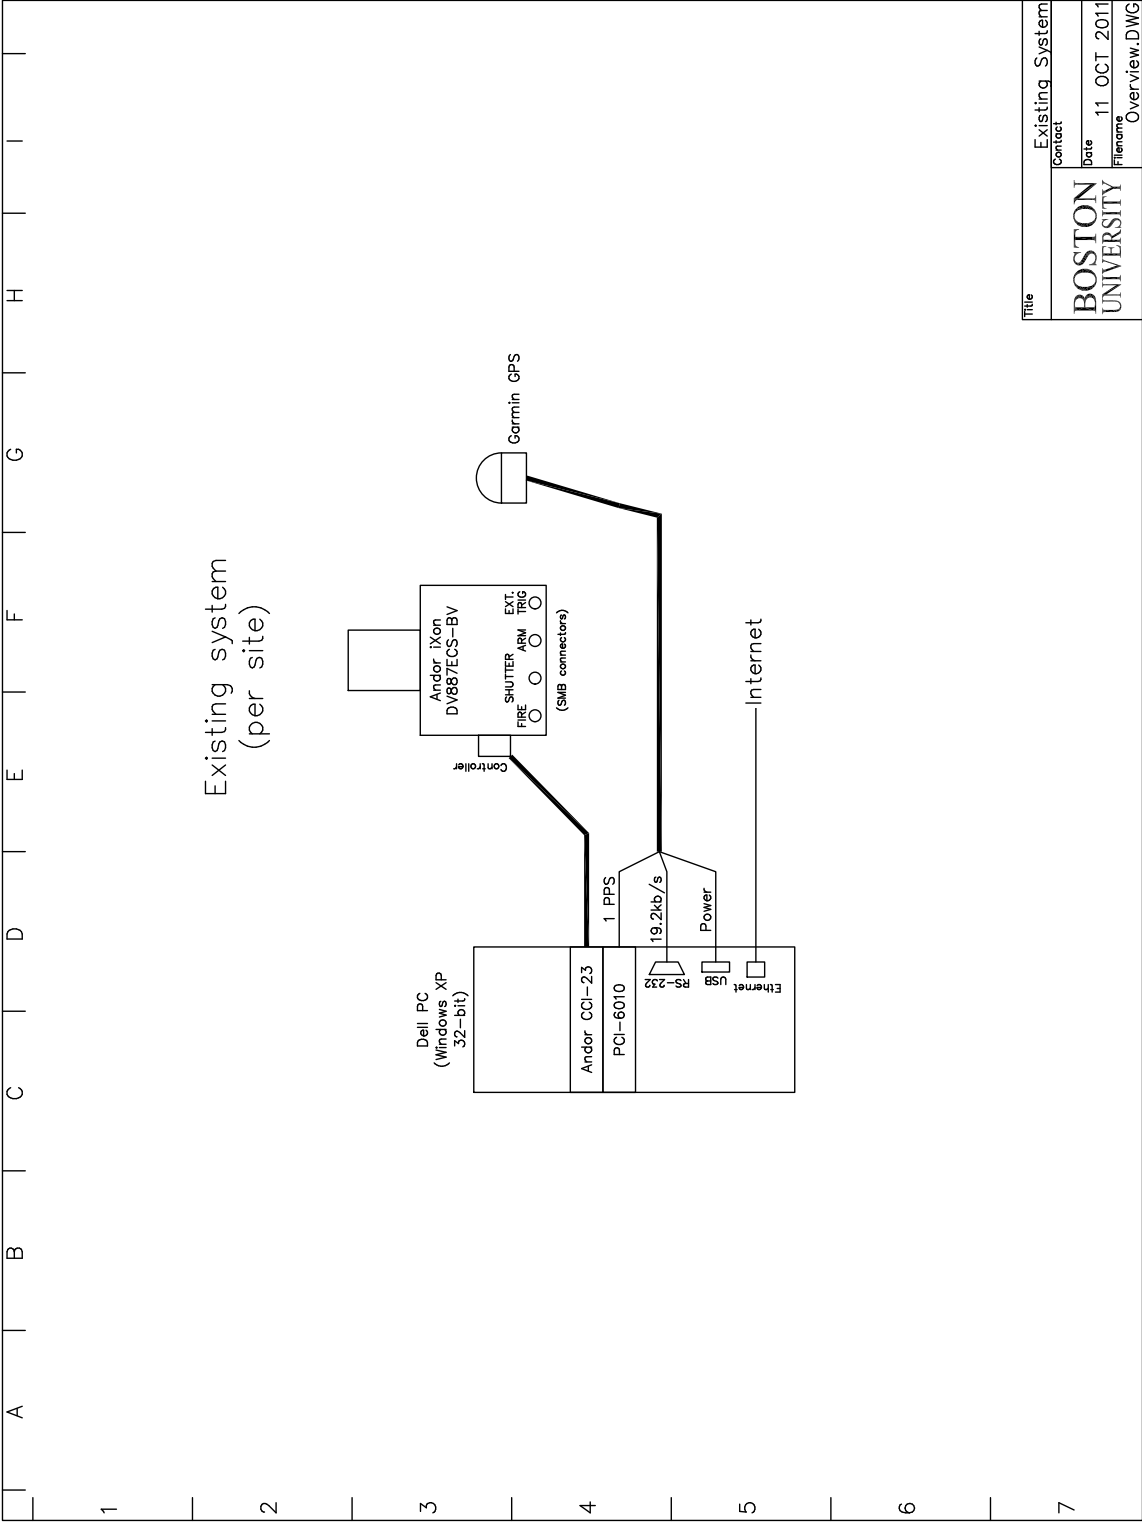 A
B
C
D
E
F
G
H
I
1
2
3
4
5
6
7
Existing system
(per site)
Dell PC
(Windows XP
32-bit)
Andor CCI-23
PCI-6010
RS-232
USB
Ethernet
1 PPS
19.2kb/s
Power
Internet
Controller
Andor iXon
DV887ECS-BV
FIRE
SHUTTER
ARM
EXT.
TRIG
(SMB connectors)
Garmin GPS
Title
Existing System
BOSTON
UNIVERSITY
Contact
Date
11 OCT 2011
Filename
Overview.DWG